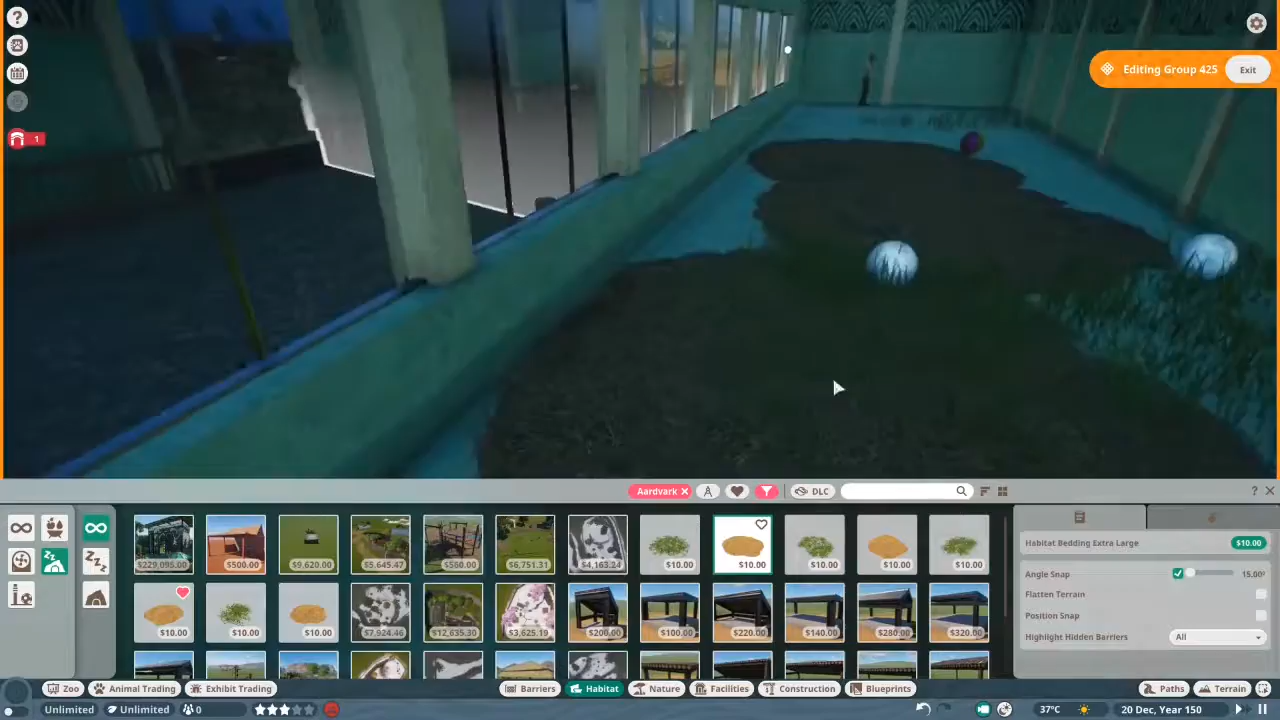 ?
Editing Group 425 Exit
1
Aardvark × DLC ? ×
$229,095.00 $500.00 $9,620.00 $5,645.47 $560.00 $6,751.31 $4,163.24 $10.00 $10.00 $10.00 $10.00 $10.00
$10.00 $10.00 $10.00 $7,924.46 $12,635.30 $3,625.19 $200.00 $100.00 $220.00 $140.00 $280.00 $320.00
Habitat Bedding Extra Large $10.00
Angle Snap 15.00°
Flatten Terrain
Position Snap
Highlight Hidden Barriers All
Zoo Animal Trading Exhibit Trading Barriers Habitat Nature Facilities Construction Blueprints Paths Terrain
Unlimited Unlimited 0 37°C 20 Dec, Year 150